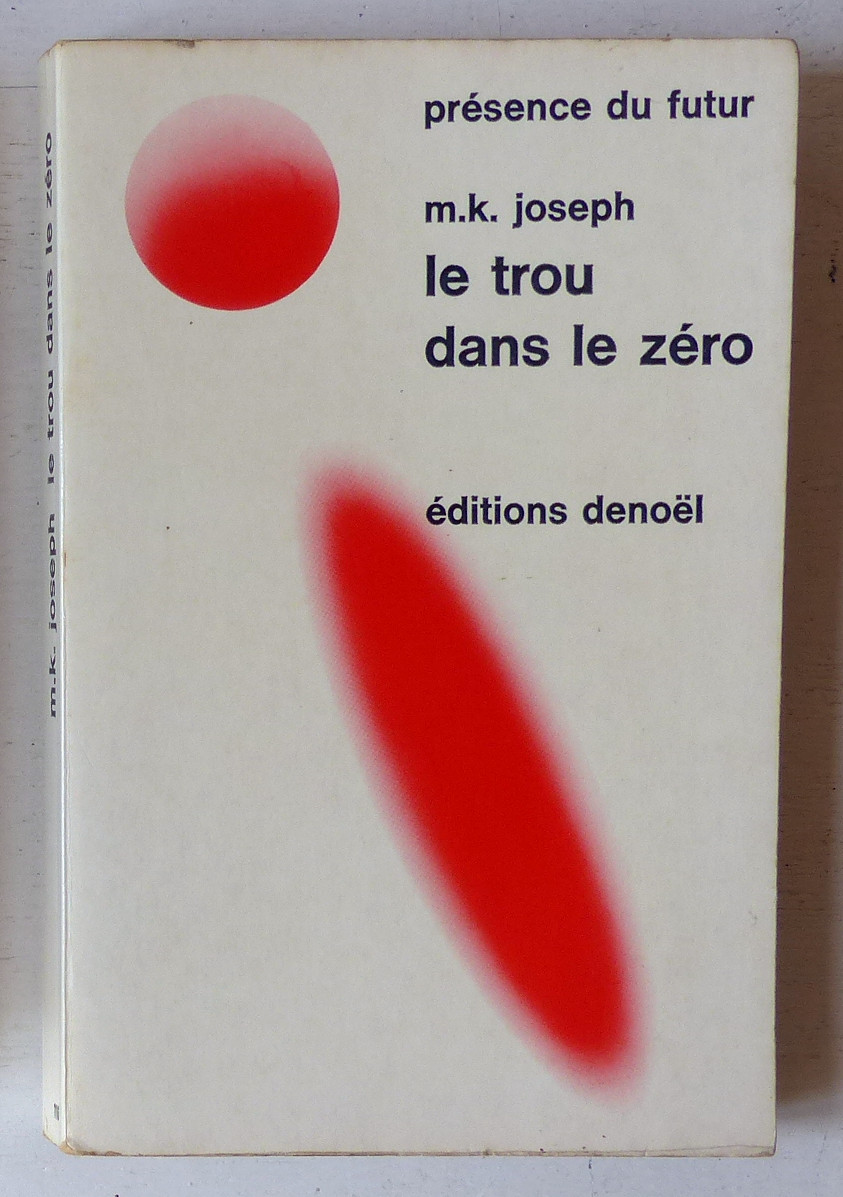 présence du futur
m.k. joseph
le trou
dans le zéro
éditions denoël
m.k. joseph le trou dans le zéro